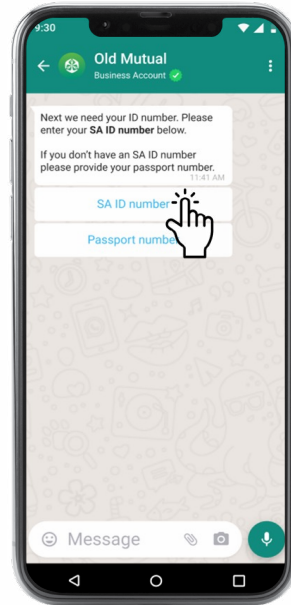 9:30
Old Mutual
Business Account
Next we need your ID number. Please
enter your SA ID number below.
If you don't have an SA ID number
please provide your passport number.
11:41 AM
SA ID number
Passport number
Message